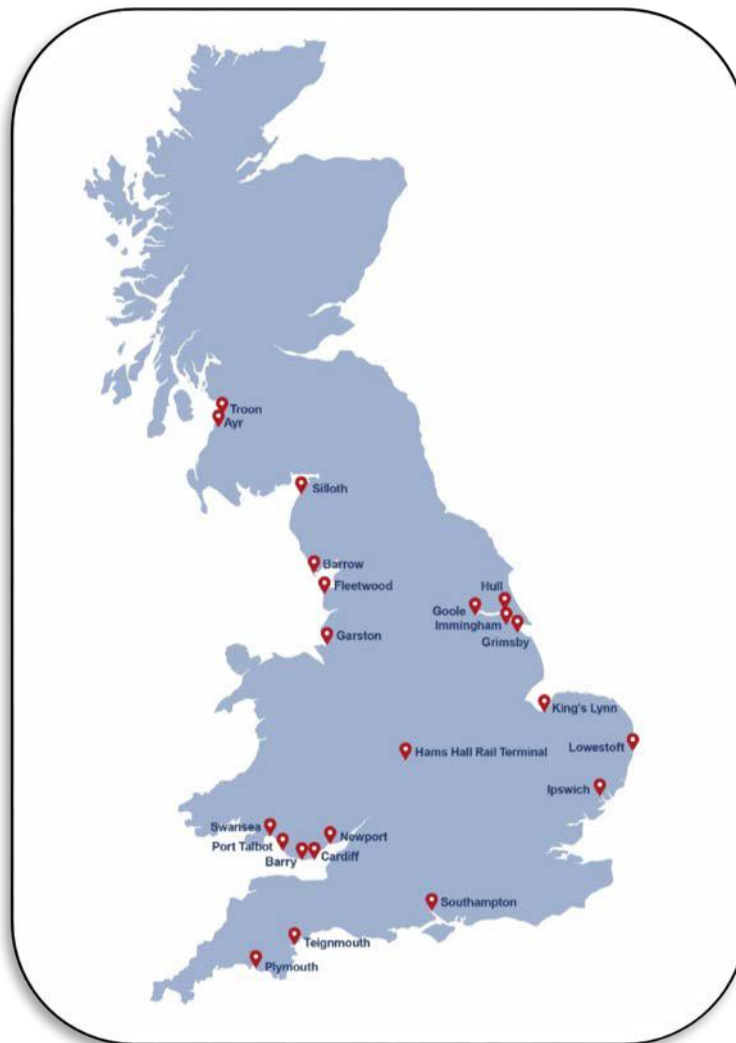 Troon
Ayr
Silloth
Barrow
Fleetwood
Hull
Goole
Immingham
Garston
Grimsby
King's Lynn
Lowestoft
Hams Hall Rail Terminal
Ipswich
Swansea
Newport
Port Talbot
Cardiff
Barry
Southampton
Teignmouth
Plymouth